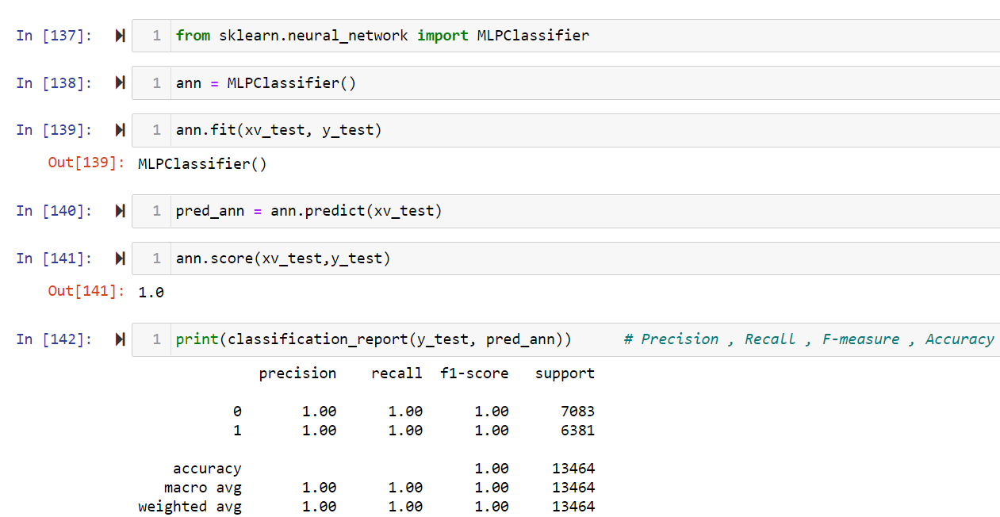 In [137]: 1 from sklearn.neural_network import MLPClassifier
In [138]: 1 ann = MLPClassifier()
In [139]: 1 ann.fit(xv_test, y_test)
Out[139]: MLPClassifier()
In [140]: 1 pred_ann = ann.predict(xv_test)
In [141]: 1 ann.score(xv_test,y_test)
Out[141]: 1.0
In [142]: 1 print(classification_report(y_test, pred_ann)) # Precision , Recall , F-measure , Accuracy
precision recall f1-score support
0 1.00 1.00 1.00 7083
1 1.00 1.00 1.00 6381
accuracy 1.00 13464
macro avg 1.00 1.00 1.00 13464
weighted avg 1.00 1.00 1.00 13464